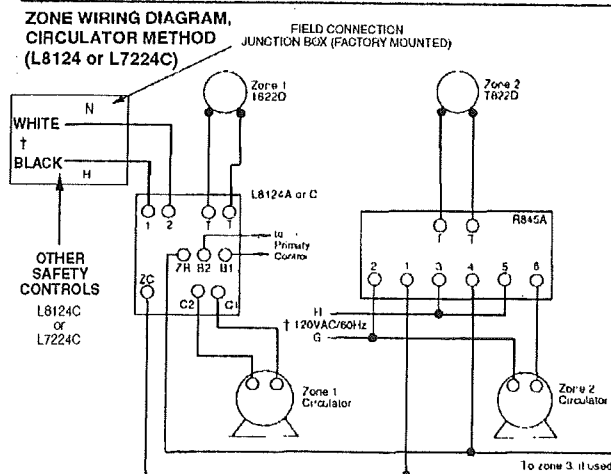 ZONE WIRING DIAGRAM,
CIRCULATOR METHOD
(L8124 or L7224C)
FIELD CONNECTION
JUNCTION BOX (FACTORY MOUNTED)
N
WHITE
†
BLACK
H
OTHER
SAFETY
CONTROLS
L8124C
or
L7224C
Zone 1
T822D
Zone 2
T822D
L8124A or C
1 2 T T
to
Primary
Control
ZR B2 B1
ZC
C2 C1
Zone 1
Circulator
R845A
T T
2 1 3 4 5 6
H
† 120VAC/60Hz
G
Zone 2
Circulator
To zone 3, if used